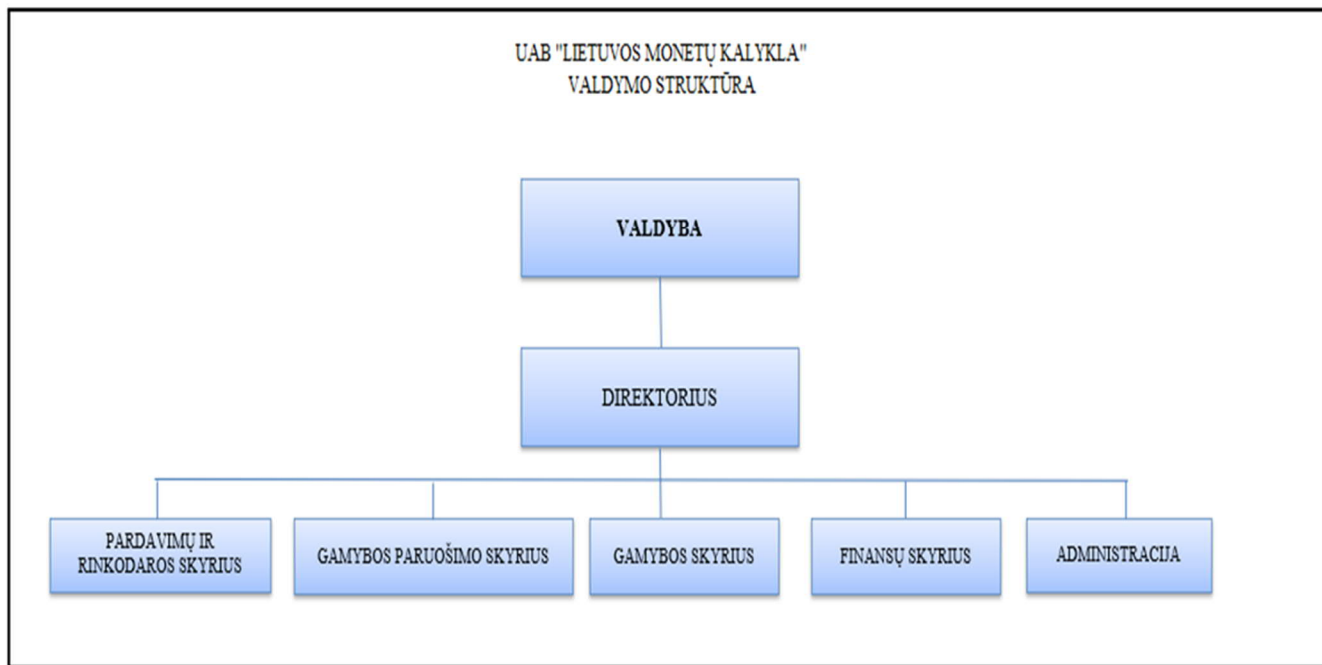 UAB "LIETUVOS MONETŲ KALYKLA"
VALDYMO STRUKTŪRA
VALDYBA
DIREKTORIUS
PARDAVIMŲ IR
RINKODAROS SKYRIUS
GAMYBOS PARUOŠIMO SKYRIUS
GAMYBOS SKYRIUS
FINANSŲ SKYRIUS
ADMINISTRACIJA